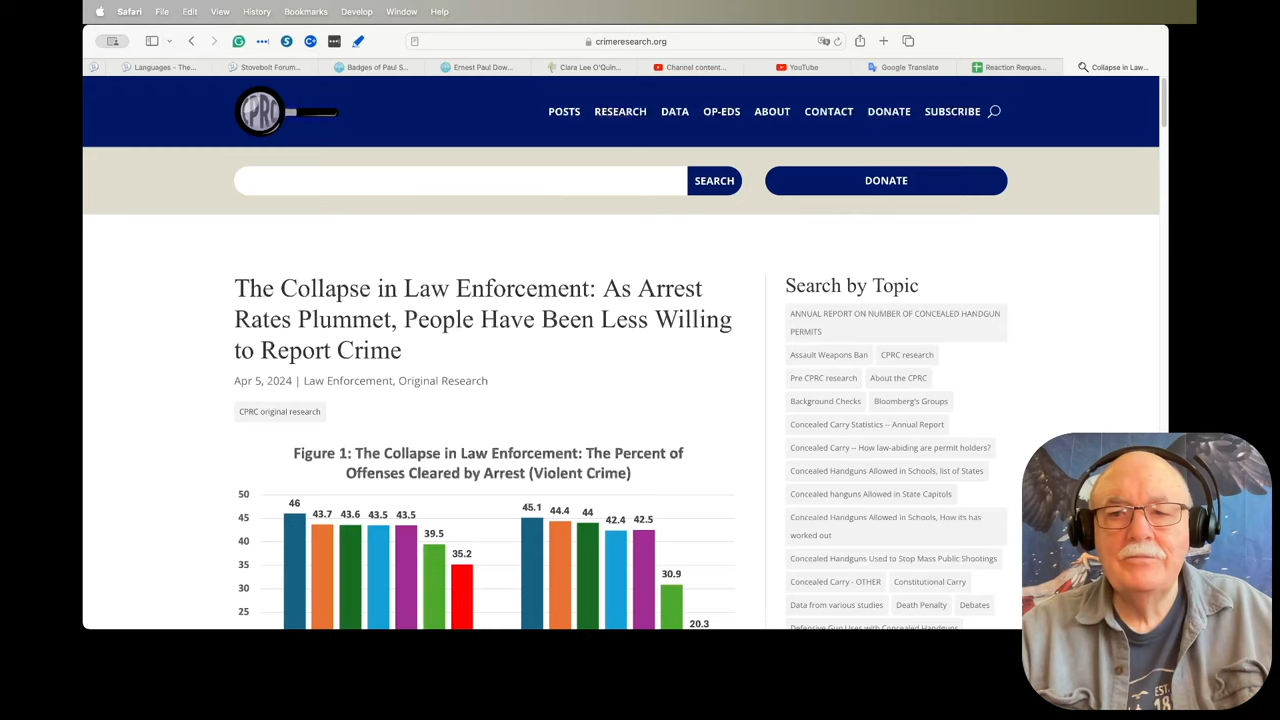 Safari File Edit View History Bookmarks Develop Window Help
crimeresearch.org
Languages - The... Stovebolt Forum... Badges of Paul S... Ernest Paul Dow... Clara Lee O'Quin... Channel content... YouTube Google Translate Reaction Reques... Collapse in Law...
CPRC
POSTS RESEARCH DATA OP-EDS ABOUT CONTACT DONATE SUBSCRIBE
SEARCH
DONATE
The Collapse in Law Enforcement: As Arrest
Rates Plummet, People Have Been Less Willing
to Report Crime
Apr 5, 2024 | Law Enforcement, Original Research
CPRC original research
Figure 1: The Collapse in Law Enforcement: The Percent of
Offenses Cleared by Arrest (Violent Crime)
50
45
40
35
30
25
46 43.7 43.6 43.5 43.5 39.5 35.2
45.1 44.4 44 42.4 42.5 30.9 20.3
Search by Topic
ANNUAL REPORT ON NUMBER OF CONCEALED HANDGUN
PERMITS
Assault Weapons Ban CPRC research
Pre CPRC research About the CPRC
Background Checks Bloomberg's Groups
Concealed Carry Statistics -- Annual Report
Concealed Carry -- How law-abiding are permit holders?
Concealed Handguns Allowed in Schools, list of States
Concealed hanguns Allowed in State Capitols
Concealed Handguns Allowed in Schools, How its has
worked out
Concealed Handguns Used to Stop Mass Public Shootings
Concealed Carry - OTHER Constitutional Carry
Data from various studies Death Penalty Debates
Defensive Gun Uses with Concealed Handguns
EST.
18